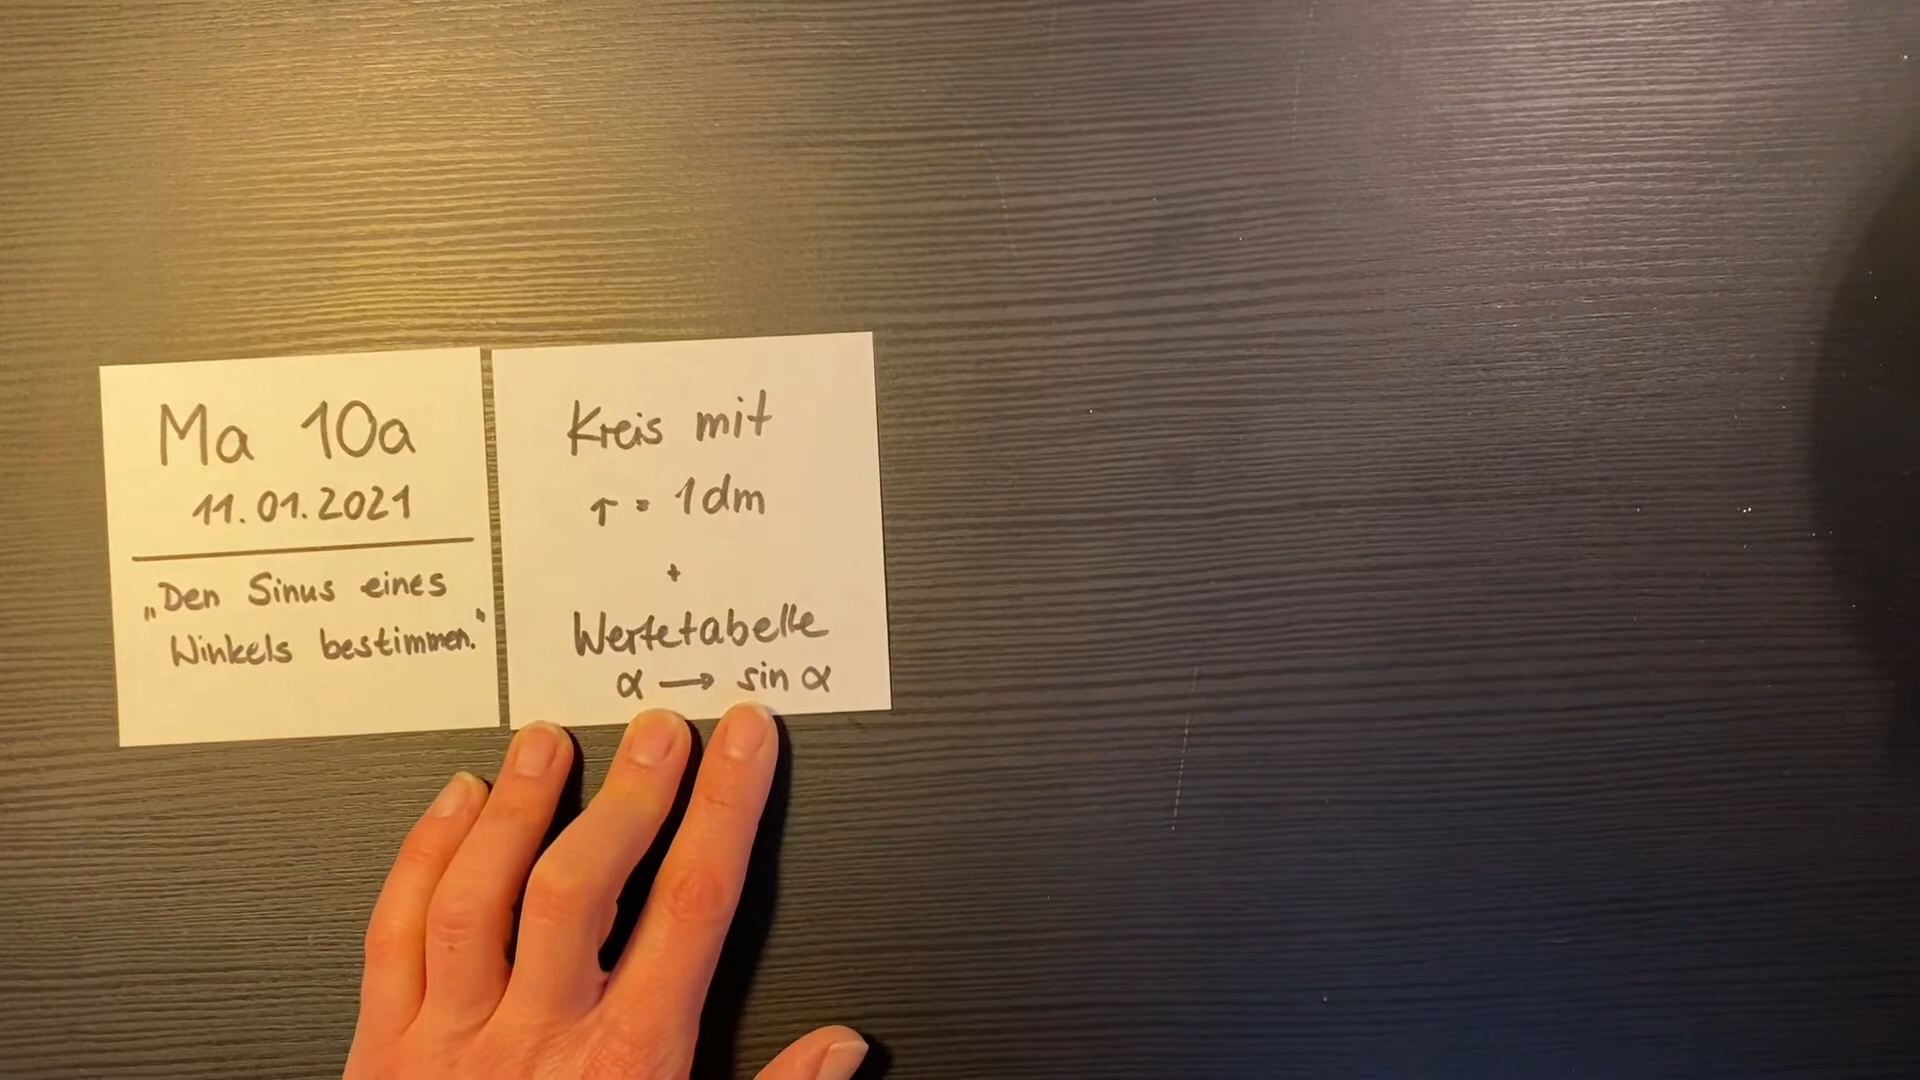 Ma 10a
11.01.2021
„Den Sinus eines
Winkels bestimmen.“
Kreis mit
r = 1dm
+
Wertetabelle
α → sin α